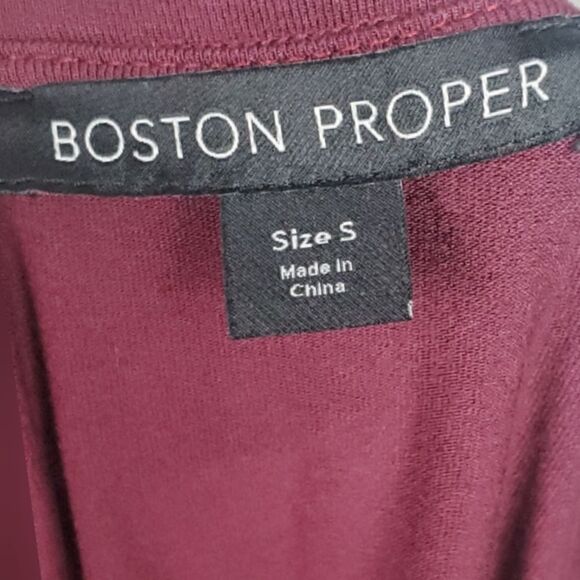 BOSTON PROPER
Size S
Made in
China